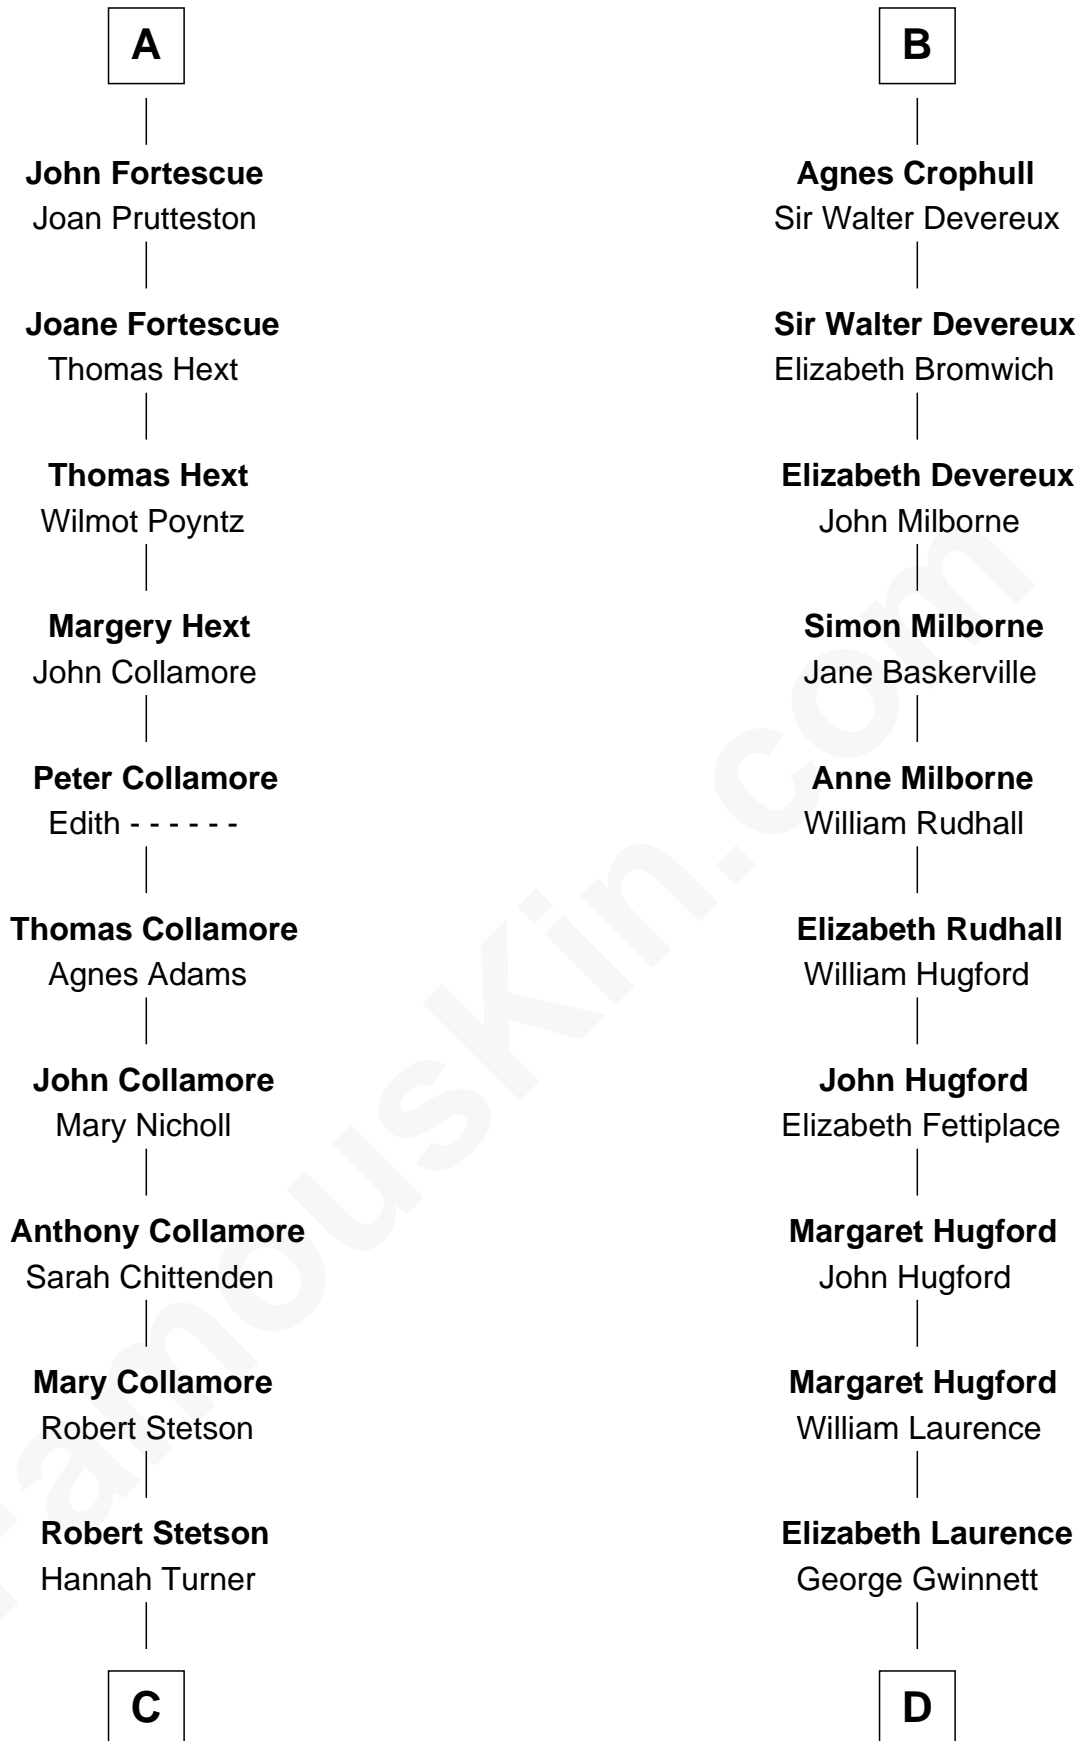 A
John Fortescue
Joan Prutteston
Joane Fortescue
Thomas Hext
Thomas Hext
Wilmot Poyntz
Margery Hext
John Collamore
Peter Collamore
Edith - - - - - -
Thomas Collamore
Agnes Adams
John Collamore
Mary Nicholl
Anthony Collamore
Sarah Chittenden
Mary Collamore
Robert Stetson
Robert Stetson
Hannah Turner
C
B
Agnes Crophull
Sir Walter Devereux
Sir Walter Devereux
Elizabeth Bromwich
Elizabeth Devereux
John Milborne
Simon Milborne
Jane Baskerville
Anne Milborne
William Rudhall
Elizabeth Rudhall
William Hugford
John Hugford
Elizabeth Fettiplace
Margaret Hugford
John Hugford
Margaret Hugford
William Laurence
Elizabeth Laurence
George Gwinnett
D
FamousKin.com